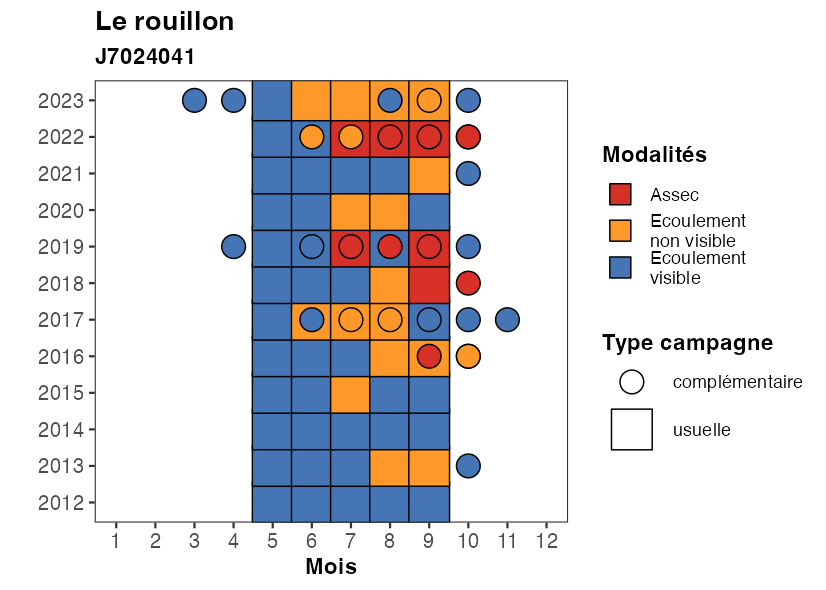 Le rouillon
J7024041
2023
2022
2021
2020
2019
2018
2017
2016
2015
2014
2013
2012
1 2 3 4 5 6 7 8 9 10 11 12
Mois
Modalités
Assec
Ecoulement
non visible
Ecoulement
visible
Type campagne
complémentaire
usuelle